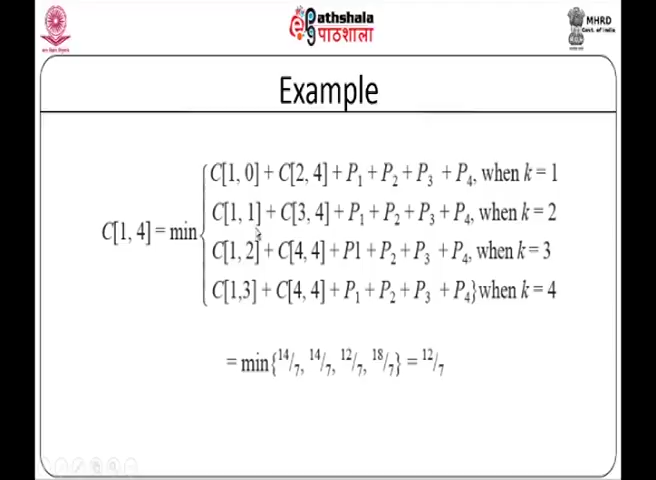 Pathshala
पाठशाला
MHRD
Govt. of India
Example
C[1, 4] = min
C[1, 0] + C[2, 4] + P1 + P2 + P3 + P4, when k = 1
C[1, 1] + C[3, 4] + P1 + P2 + P3 + P4, when k = 2
C[1, 2] + C[4, 4] + P1 + P2 + P3 + P4, when k = 3
C[1,3] + C[4, 4] + P1 + P2 + P3 + P4} when k = 4
= min{14/7, 14/7, 12/7, 18/7} = 12/7